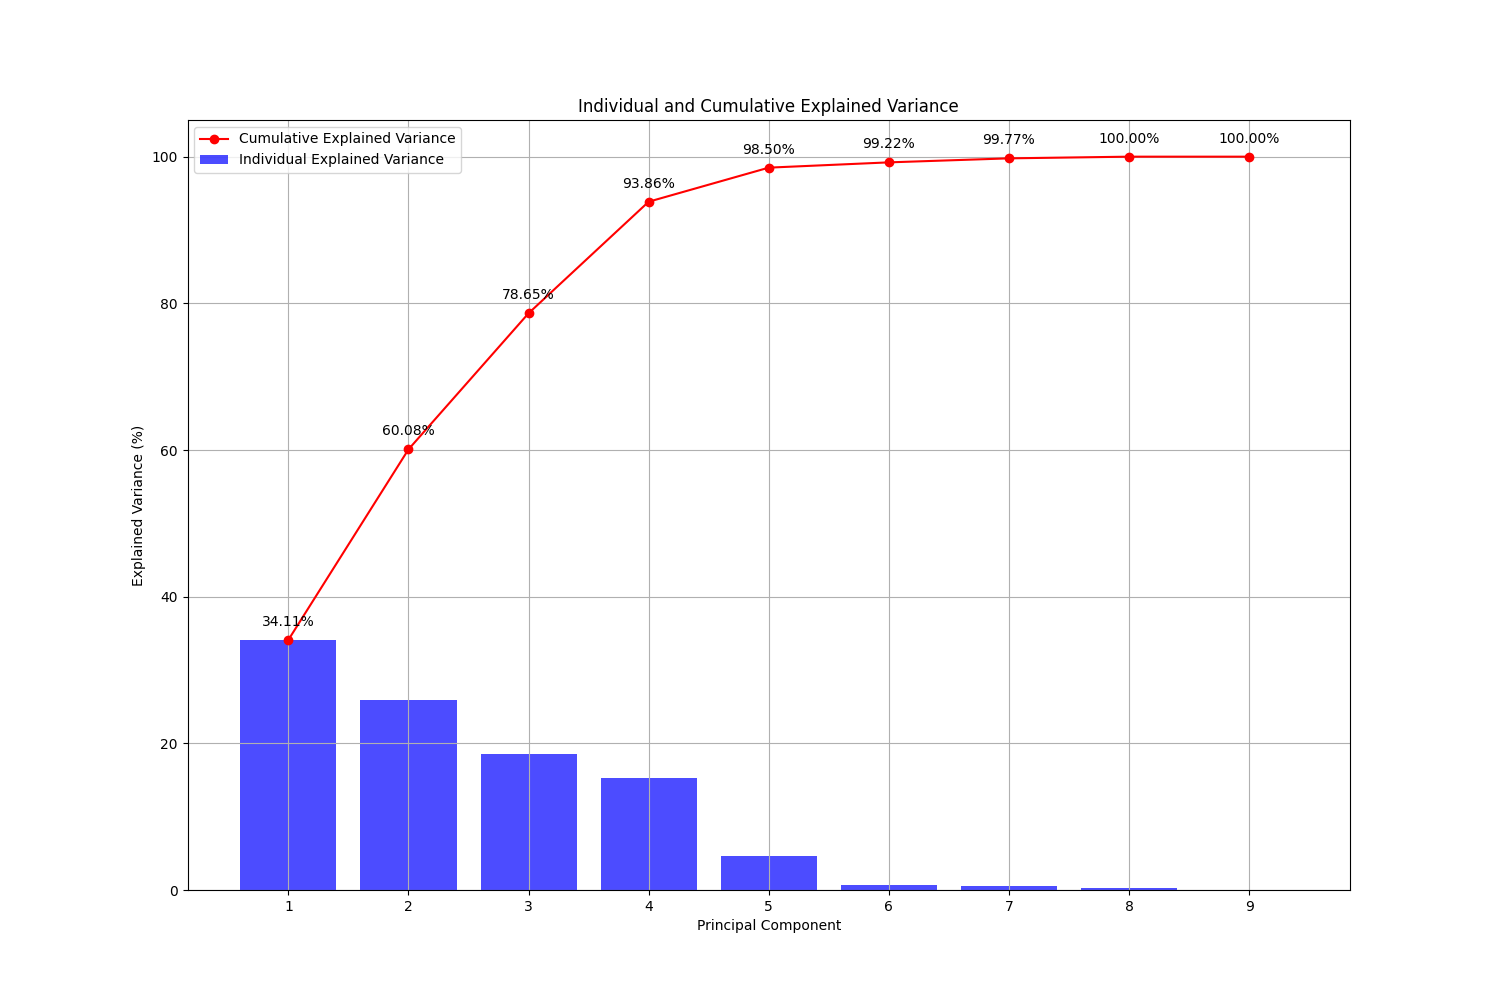 Individual and Cumulative Explained Variance
Cumulative Explained Variance
Individual Explained Variance
34.11%
60.08%
78.65%
93.86%
98.50%
99.22%
99.77%
100.00%
100.00%
Explained Variance (%)
100
80
60
40
20
0
1 2 3 4 5 6 7 8 9
Principal Component